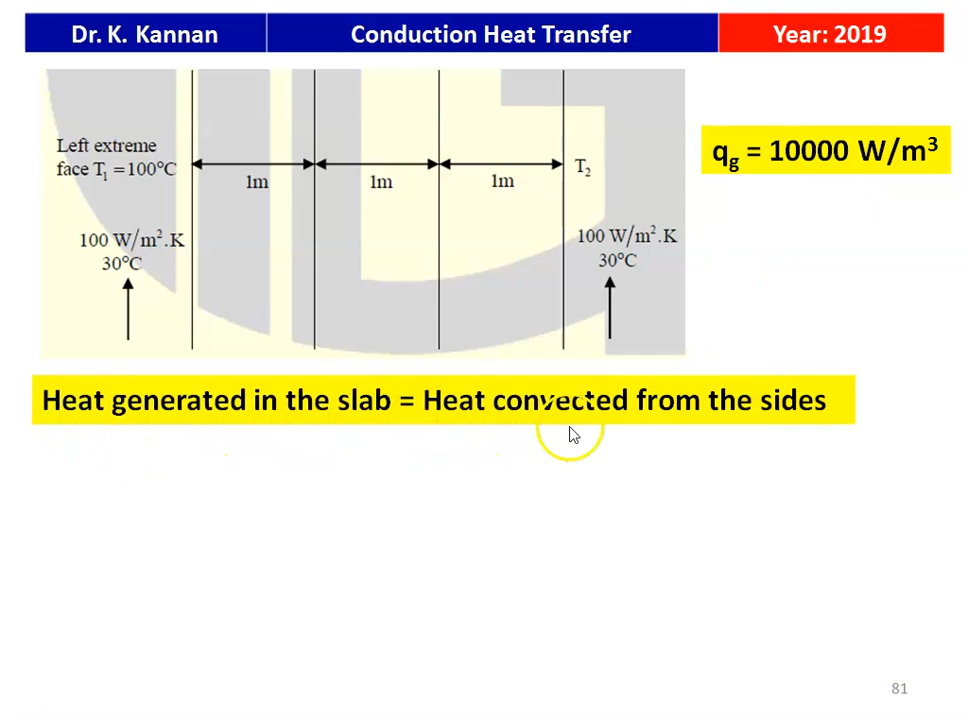 Dr. K. Kannan
Conduction Heat Transfer
Year: 2019
Left extreme
face T₁ =100°C
1m
1m
1m
T₂
qg = 10000 W/m³
100 W/m².K
30°C
100 W/m².K
30°C
Heat generated in the slab = Heat convected from the sides
81